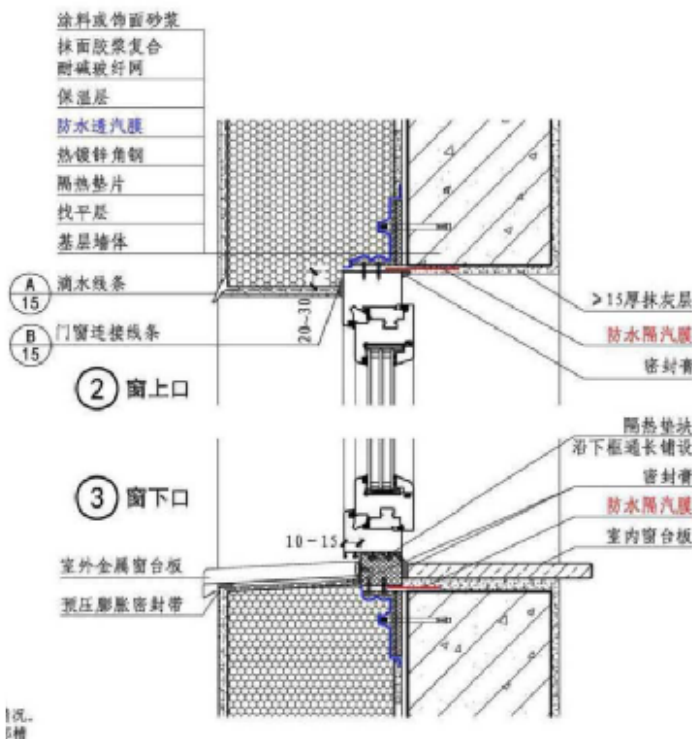 涂料或饰面砂浆
抹面胶浆复合
耐碱玻纤网
保温层
防水透汽膜
热镀锌角钢
隔热垫片
找平层
基层墙体
A
15
滴水线条
B
15
门窗连接线条
20-30
≥15厚抹灰层
防水隔汽膜
密封膏
2 窗上口
隔热垫块
沿下框通长铺设
3 窗下口
密封膏
防水隔汽膜
10-15
室内窗台板
室外金属窗台板
预压膨胀密封带
情况.
部槽